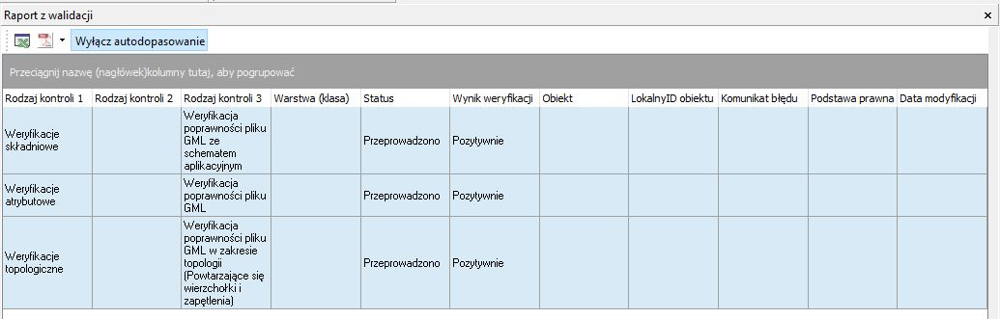 Raport z walidacji
Wyłącz autodopasowanie
Przeciągnij nazwę (nagłówek)kolumny tutaj, aby pogrupować
Rodzaj kontroli 1 Rodzaj kontroli 2 Rodzaj kontroli 3 Warstwa (klasa) Status Wynik weryfikacji Obiekt LokalnyID obiektu Komunikat błędu Podstawa prawna Data modyfikacji
Weryfikacje
składniowe
Weryfikacja
poprawności pliku
GML ze
schematem
aplikacyjnym
Przeprowadzono
Pozytywnie
Weryfikacje
atrybutowe
Weryfikacja
poprawności pliku
GML
Przeprowadzono
Pozytywnie
Weryfikacje
topologiczne
Weryfikacja
poprawności pliku
GML w zakresie
topologii
(Powtarzające się
wierzchołki i
zapętlenia)
Przeprowadzono
Pozytywnie